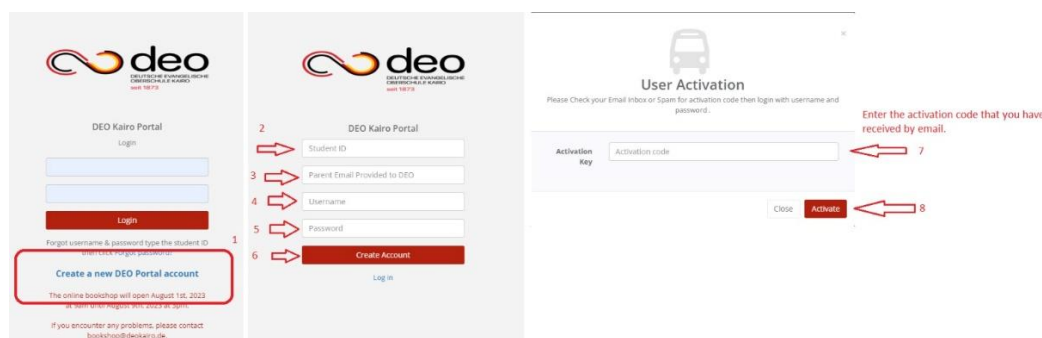 deo
DEUTSCHE EVANGELISCHE
OBERSCHULE KAIRO
seit 1873
DEO Kairo Portal
Login
Login
Forgot username & password type the student ID
then click Forgot password!
1
Create a new DEO Portal account
The online bookshop will open August 1st, 2023
at 9am until August 9th, 2023 at 5pm.
If you encounter any problems, please contact
bookshop@deokairo.de.
deo
DEUTSCHE EVANGELISCHE
OBERSCHULE KAIRO
seit 1873
DEO Kairo Portal
2
Student ID
3
Parent Email Provided to DEO
4
Username
5
Password
6
Create Account
Log in
×
User Activation
Please Check your Email Inbox or Spam for activation code then login with username and
password .
Activation
Key
Activation code
Enter the activation code that you have
received by email.
7
Close
Activate
8